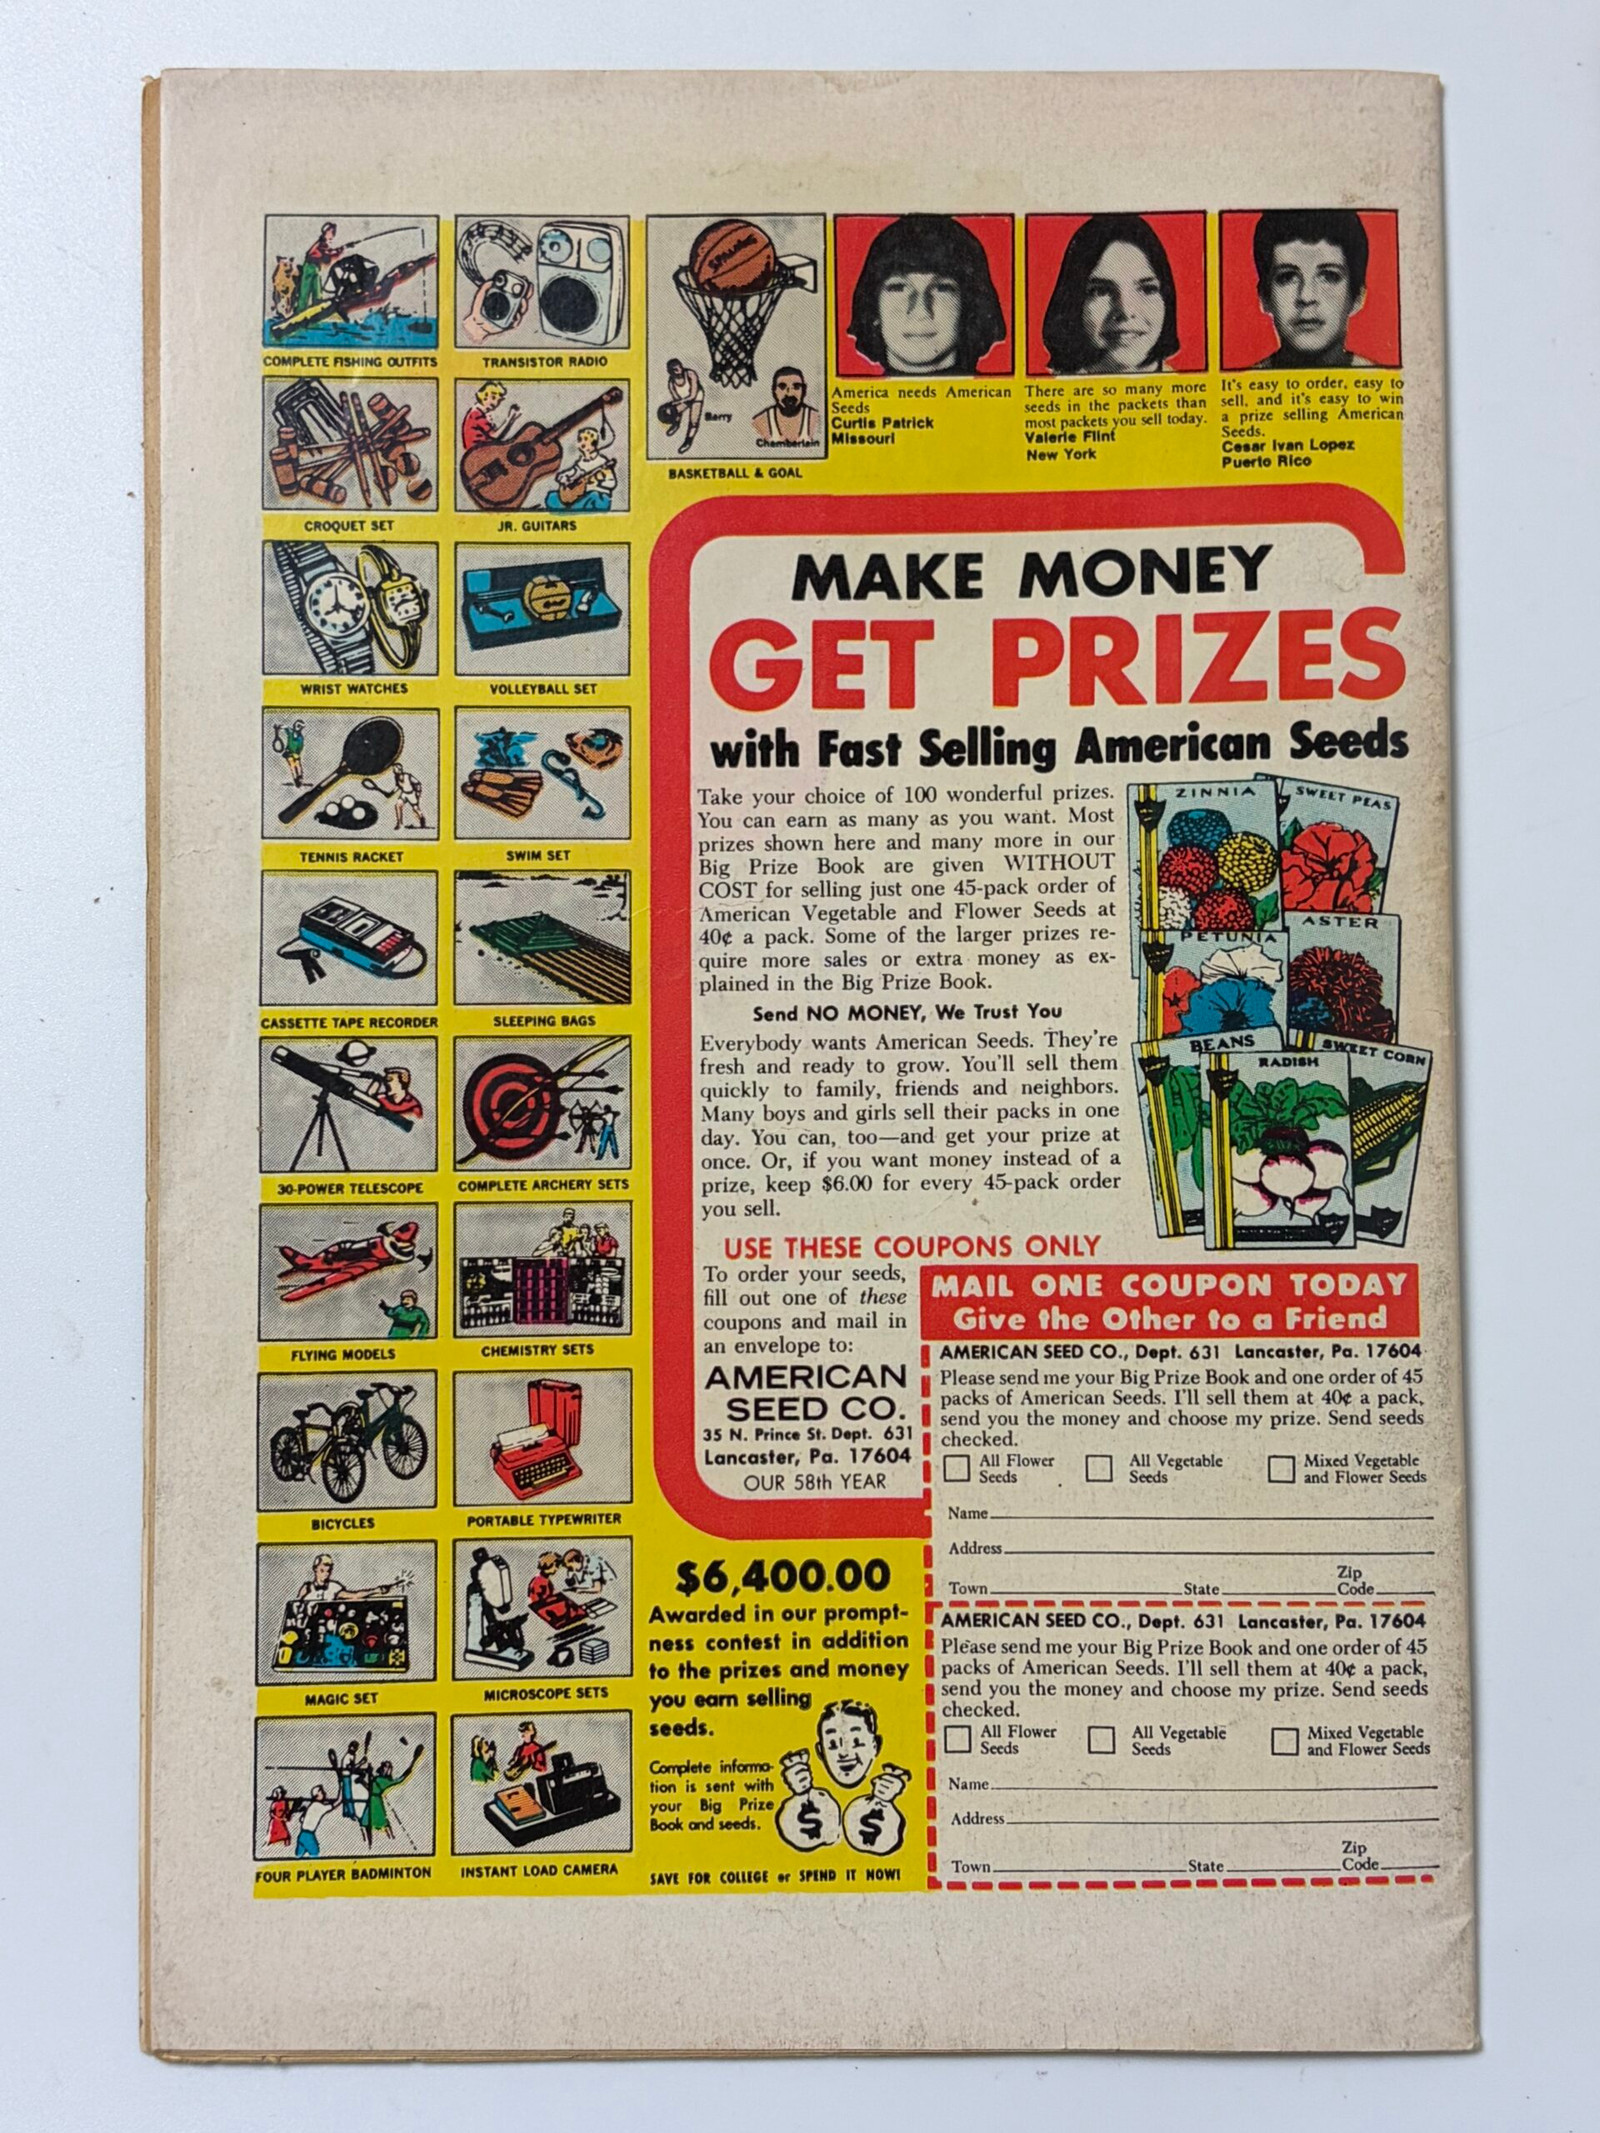 COMPLETE FISHING OUTFITS
TRANSISTOR RADIO
CROQUET SET
JR. GUITARS
WRIST WATCHES
VOLLEYBALL SET
TENNIS RACKET
SWIM SET
CASSETTE TAPE RECORDER
SLEEPING BAGS
30-POWER TELESCOPE
COMPLETE ARCHERY SETS
FLYING MODELS
CHEMISTRY SETS
BICYCLES
PORTABLE TYPEWRITER
MAGIC SET
MICROSCOPE SETS
FOUR PLAYER BADMINTON
INSTANT LOAD CAMERA
SPALDING
Barry
Chamberlain
BASKETBALL & GOAL
America needs American
Seeds
Curtis Patrick
Missouri
There are so many more
seeds in the packets than
most packets you sell today.
Valerie Flint
New York
It's easy to order, easy to
sell, and it's easy to win
a prize selling American
Seeds.
Cesar Ivan Lopez
Puerto Rico
MAKE MONEY
GET PRIZES
with Fast Selling American Seeds
Take your choice of 100 wonderful prizes.
You can earn as many as you want. Most
prizes shown here and many more in our
Big Prize Book are given WITHOUT
COST for selling just one 45-pack order of
American Vegetable and Flower Seeds at
40¢ a pack. Some of the larger prizes re-
quire more sales or extra money as ex-
plained in the Big Prize Book.
Send NO MONEY, We Trust You
Everybody wants American Seeds. They're
fresh and ready to grow. You'll sell them
quickly to family, friends and neighbors.
Many boys and girls sell their packs in one
day. You can, too—and get your prize at
once. Or, if you want money instead of a
prize, keep $6.00 for every 45-pack order
you sell.
ZINNIA
SWEET PEAS
PETUNIA
ASTER
BEANS
RADISH
SWEET CORN
USE THESE COUPONS ONLY
To order your seeds,
fill out one of these
coupons and mail in
an envelope to:
AMERICAN
SEED CO.
35 N. Prince St. Dept. 631
Lancaster, Pa. 17604
OUR 58th YEAR
$6,400.00
Awarded in our prompt-
ness contest in addition
to the prizes and money
you earn selling
seeds.
Complete informa-
tion is sent with
your Big Prize
Book and seeds.
$ $
SAVE FOR COLLEGE or SPEND IT NOW!
MAIL ONE COUPON TODAY
Give the Other to a Friend
AMERICAN SEED CO., Dept. 631 Lancaster, Pa. 17604
Please send me your Big Prize Book and one order of 45
packs of American Seeds. I'll sell them at 40¢ a pack,
send you the money and choose my prize. Send seeds
checked.
All Flower Seeds
All Vegetable Seeds
Mixed Vegetable and Flower Seeds
Name
Address
Town State Zip Code
AMERICAN SEED CO., Dept. 631 Lancaster, Pa. 17604
Please send me your Big Prize Book and one order of 45
packs of American Seeds. I'll sell them at 40¢ a pack,
send you the money and choose my prize. Send seeds
checked.
All Flower Seeds
All Vegetable Seeds
Mixed Vegetable and Flower Seeds
Name
Address
Town State Zip Code